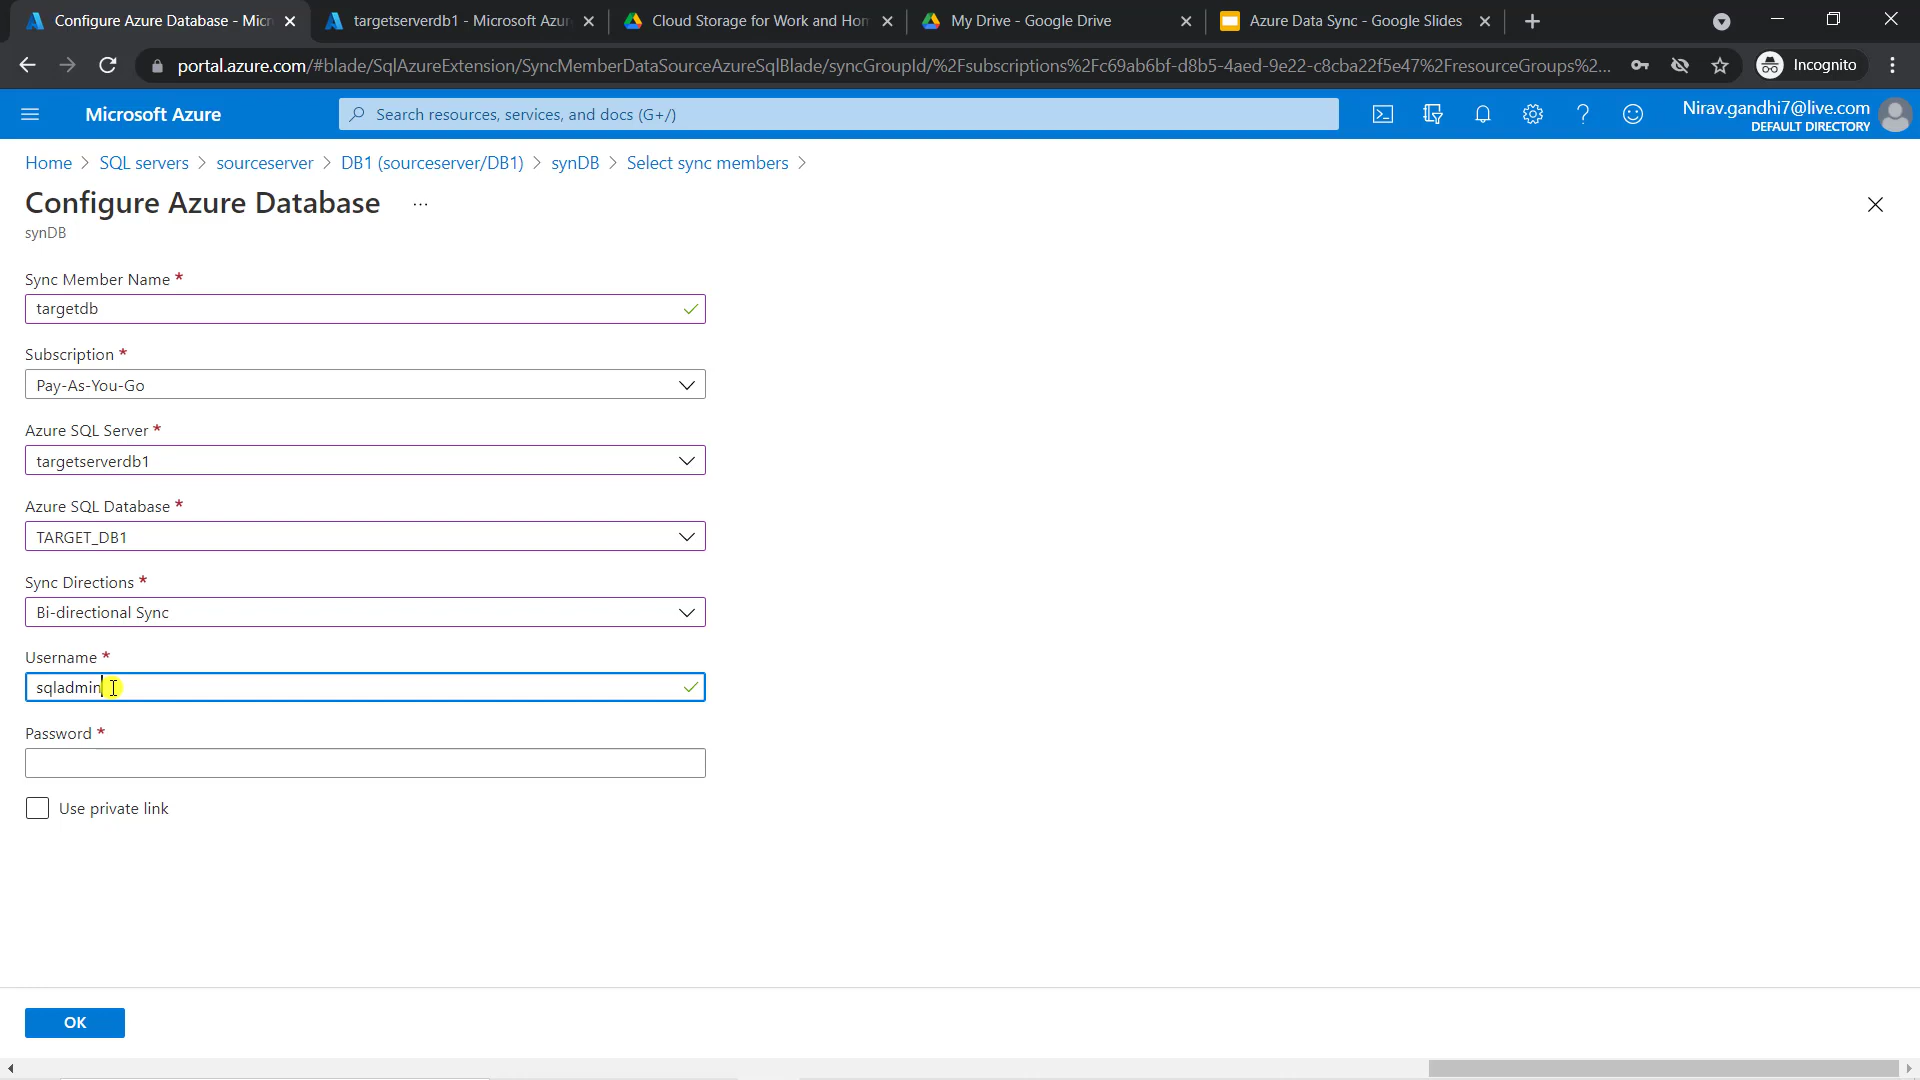 Configure Azure Database - Micr
targetserverdb1 - Microsoft Azur
Cloud Storage for Work and Hom
My Drive - Google Drive
Azure Data Sync - Google Slides
portal.azure.com/#blade/SqlAzureExtension/SyncMemberDataSourceAzureSqlBlade/syncGroupId/%2Fsubscriptions%2Fc69ab6bf-d8b5-4aed-9e22-c8cba22f5e47%2FresourceGroups%2...
Incognito
Microsoft Azure
Search resources, services, and docs (G+/)
Nirav.gandhi7@live.com
DEFAULT DIRECTORY
Home > SQL servers > sourceserver > DB1 (sourceserver/DB1) > synDB > Select sync members >
Configure Azure Database ...
synDB
Sync Member Name *
targetdb
Subscription *
Pay-As-You-Go
Azure SQL Server *
targetserverdb1
Azure SQL Database *
TARGET_DB1
Sync Directions *
Bi-directional Sync
Username *
sqladmin
Password *
Use private link
OK